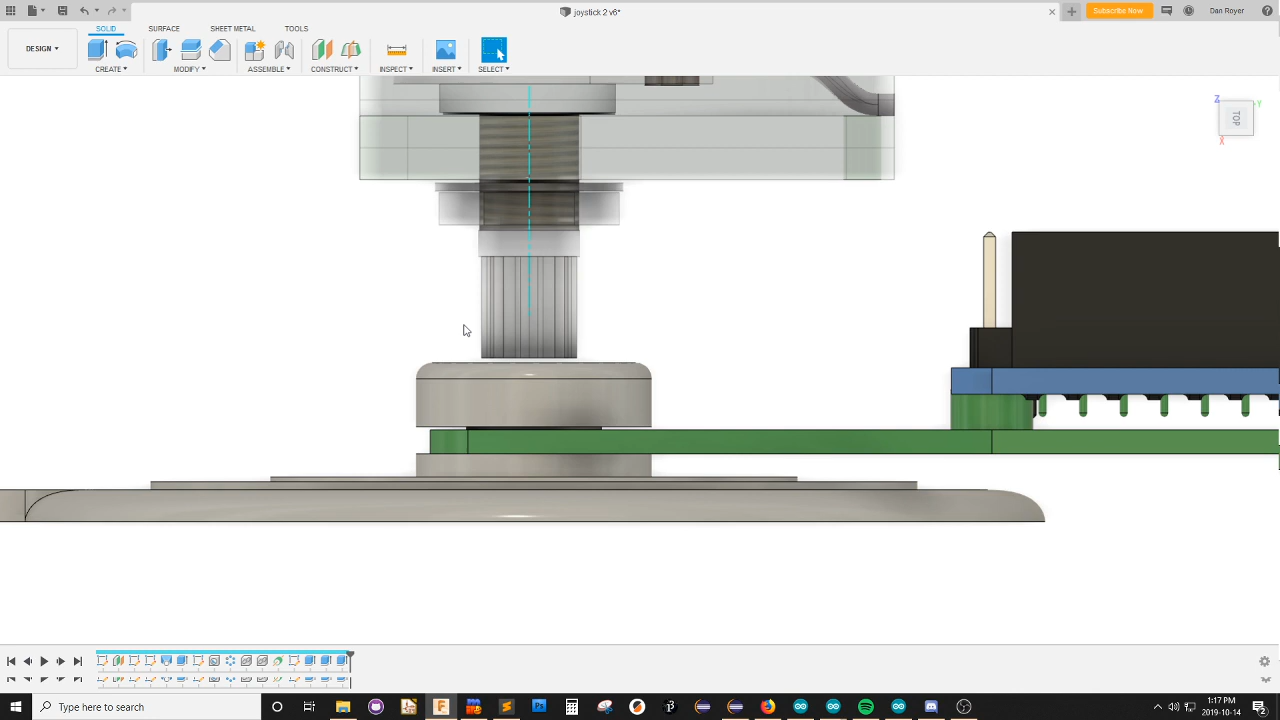 joystick 2 v6*
Subscribe Now
Dan Royer
DESIGN
SOLID
SURFACE
SHEET METAL
TOOLS
CREATE
MODIFY
ASSEMBLE
CONSTRUCT
INSPECT
INSERT
SELECT
Z
Y
TOP
X
Type here to search
1:17 PM
2019-10-14